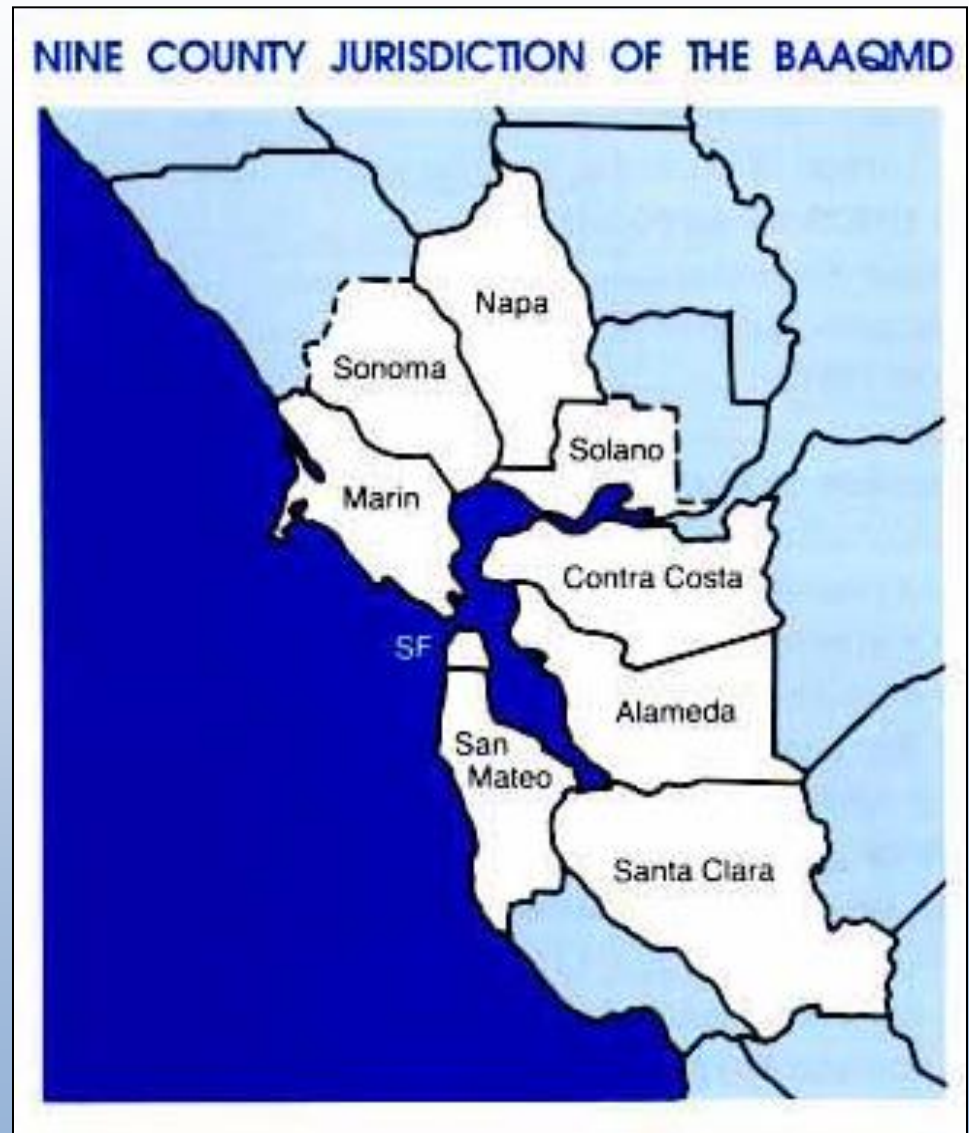 NINE COUNTY JURISDICTION OF THE BAAQMD
Napa
Sonoma
Solano
Marin
Contra Costa
SF
Alameda
San
Mateo
Santa Clara